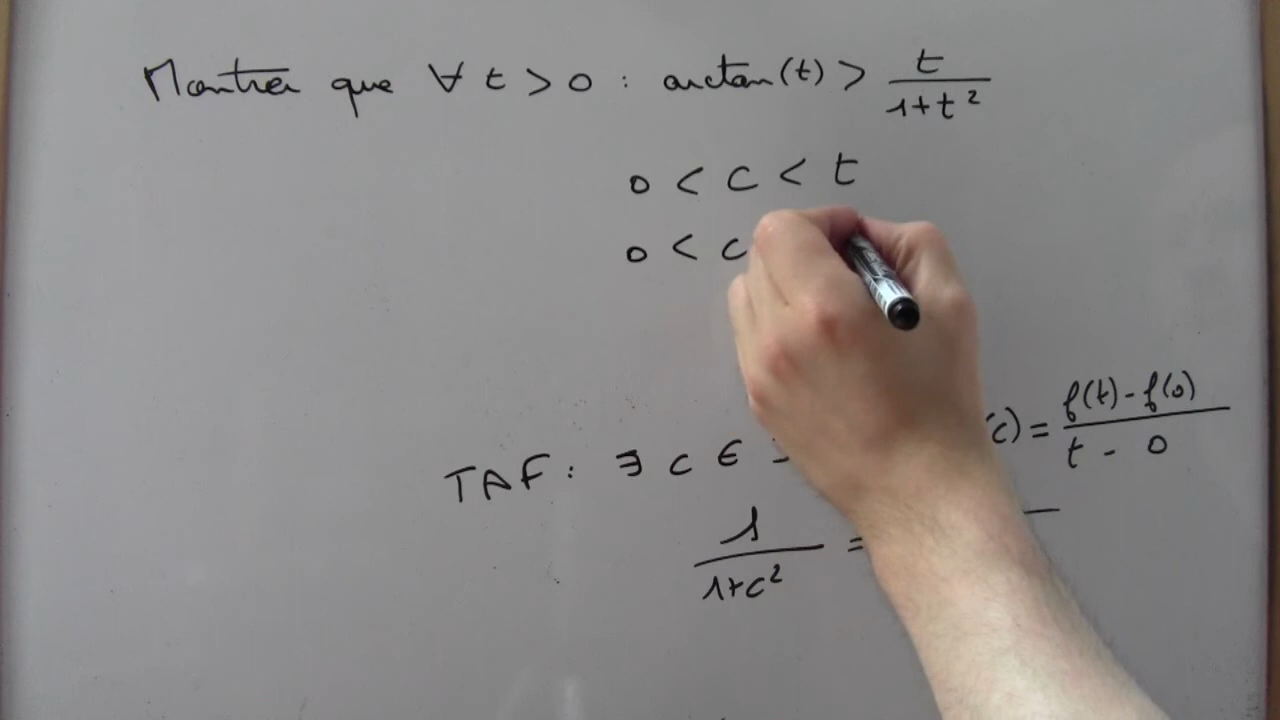 Montrer que ∀ t > 0 : arctan(t) > t / (1+t²)
0 < c < t
0 < c
TAF : ∃ c ∈ (c) = (f(t) - f(0)) / (t - 0)
1 / (1+c²) =